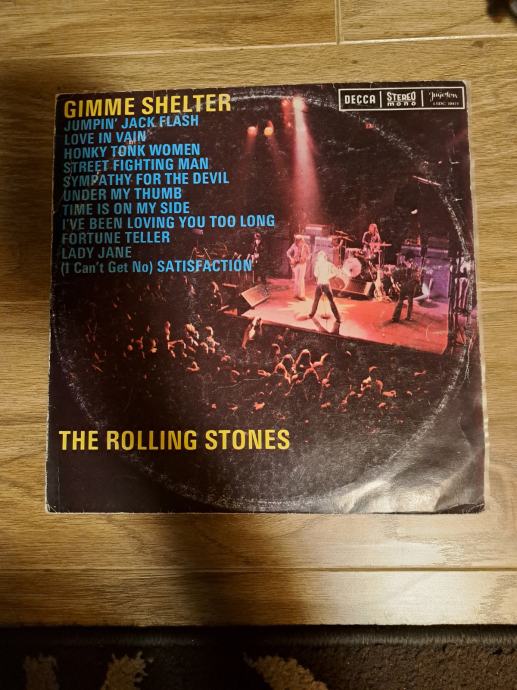 GIMME SHELTER
JUMPIN' JACK FLASH
LOVE IN VAIN
HONKY TONK WOMEN
STREET FIGHTING MAN
SYMPATHY FOR THE DEVIL
UNDER MY THUMB
TIME IS ON MY SIDE
I'VE BEEN LOVING YOU TOO LONG
FORTUNE TELLER
LADY JANE
(I Can't Get No) SATISFACTION
DECCA
STEREO
mono
Jugoton
THE ROLLING STONES